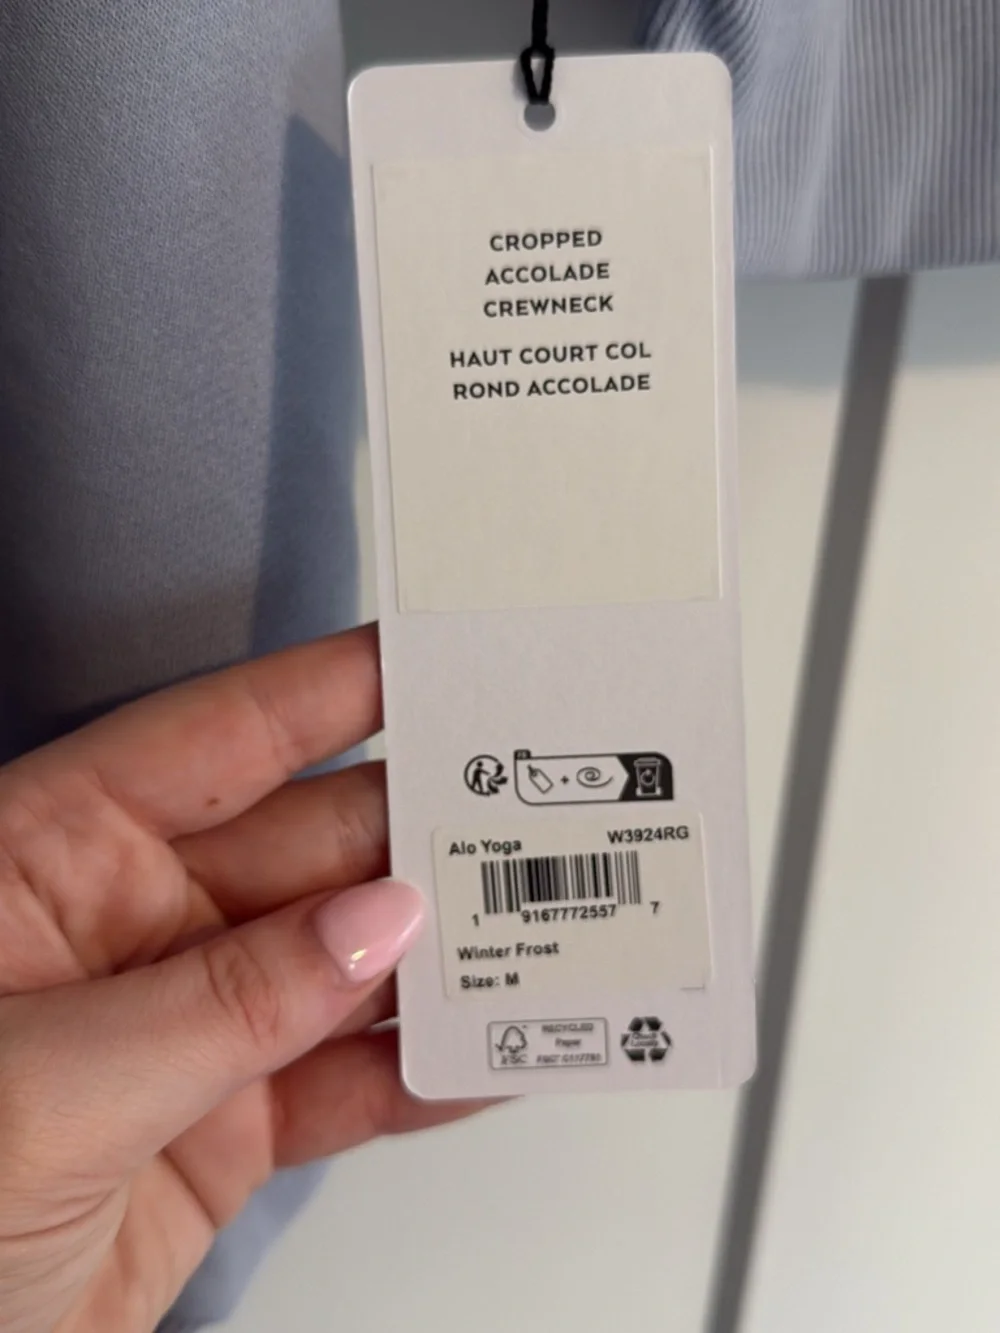 CROPPED
ACCOLADE
CREWNECK
HAUT COURT COL
ROND ACCOLADE
FR
Alo Yoga W3924RG
1 9167772557 7
Winter Frost
Size: M
FSC RECYCLED
Paper